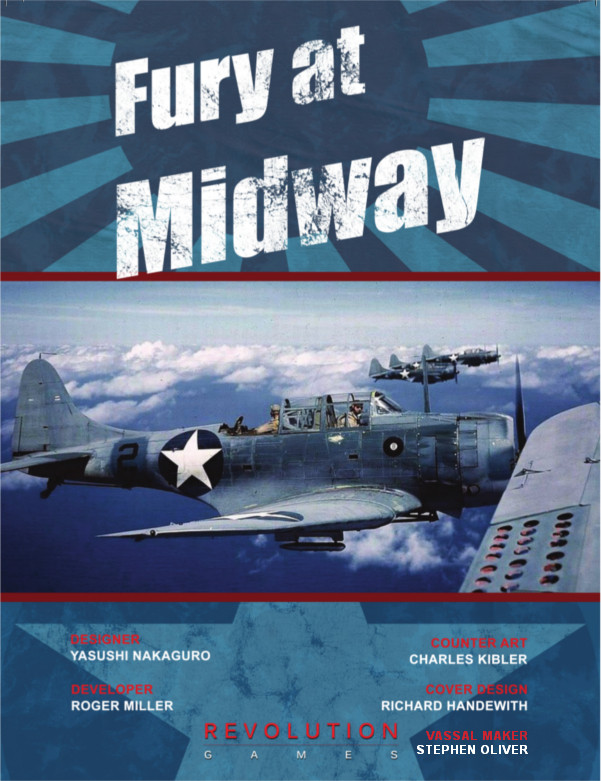 Fury at
Midway
2
DESIGNER
YASUSHI NAKAGURO
COUNTER ART
CHARLES KIBLER
DEVELOPER
ROGER MILLER
COVER DESIGN
RICHARD HANDEWITH
REVOLUTION
GAMES
VASSAL MAKER
STEPHEN OLIVER